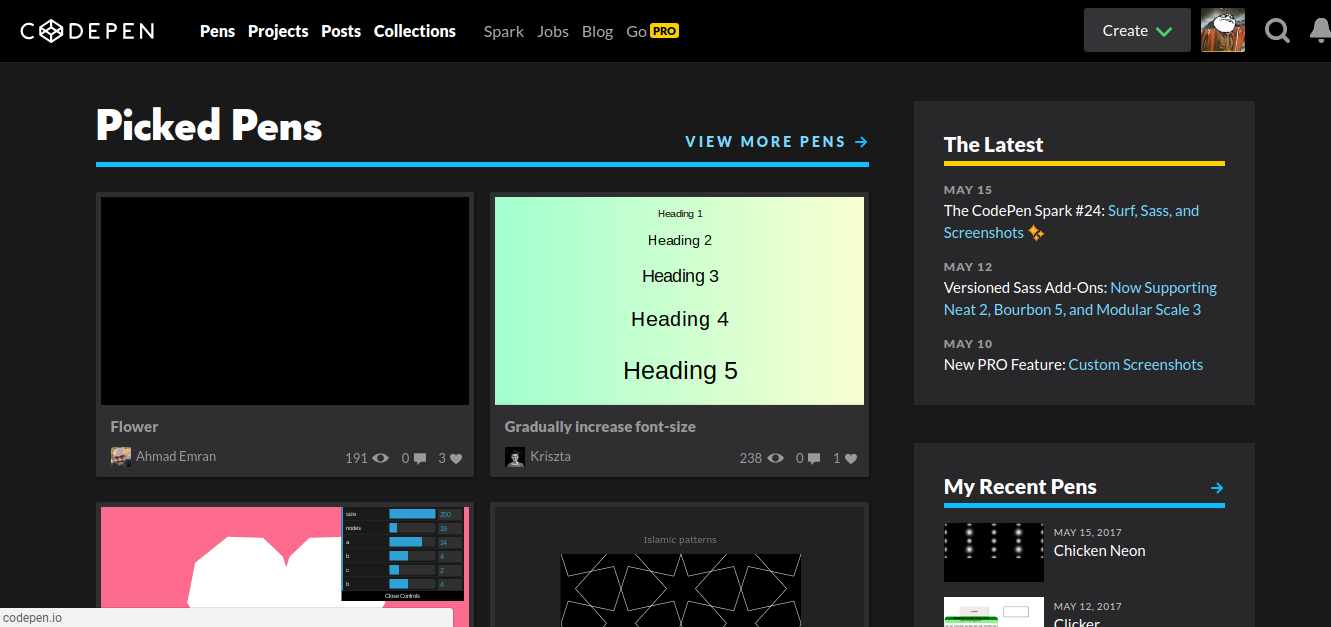 CODEPEN
Pens Projects Posts Collections Spark Jobs Blog Go PRO
Create
Picked Pens
VIEW MORE PENS →
Heading 1
Heading 2
Heading 3
Heading 4
Heading 5
Flower
Ahmad Emran 191 0 3
Gradually increase font-size
Kriszta 238 0 1
size 200
nodes 19
a 14
b 4
c 2
b 4
Close Controls
Islamic patterns
The Latest
MAY 15
The CodePen Spark #24: Surf, Sass, and
Screenshots ✨
MAY 12
Versioned Sass Add-Ons: Now Supporting
Neat 2, Bourbon 5, and Modular Scale 3
MAY 10
New PRO Feature: Custom Screenshots
My Recent Pens →
MAY 15, 2017
Chicken Neon
MAY 12, 2017
Clicker
codepen.io